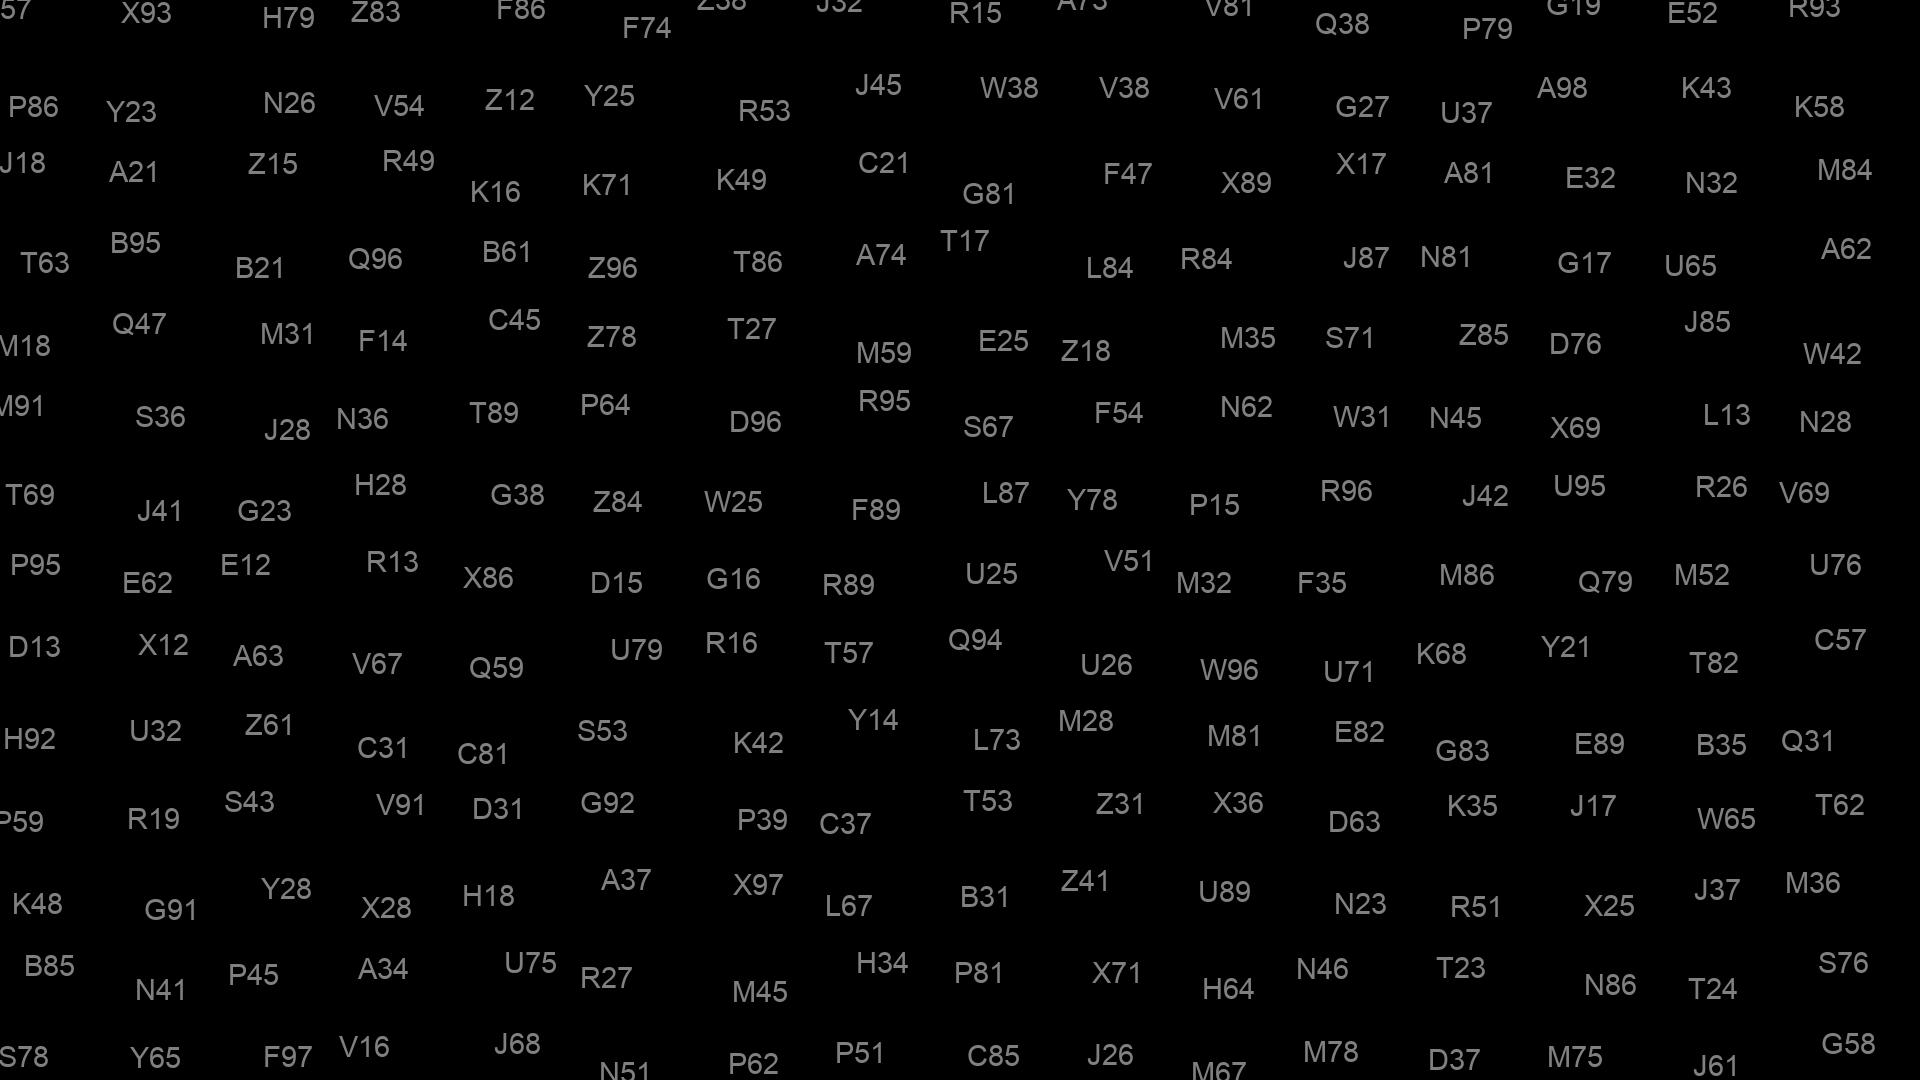 X93 H79 Z83 F86 F74 Z38 J32 R15 A73 V81 Q38 P79 G19 E52 R93
P86 Y23 N26 V54 Z12 Y25 R53 J45 W38 V38 V61 G27 U37 A98 K43 K58
J18 A21 Z15 R49 K16 K71 K49 C21 G81 F47 X89 X17 A81 E32 N32 M84
T63 B95 B21 Q96 B61 Z96 T86 A74 T17 L84 R84 J87 N81 G17 U65 A62
M18 Q47 M31 F14 C45 Z78 T27 M59 E25 Z18 M35 S71 Z85 D76 J85 W42
M91 S36 J28 N36 T89 P64 D96 R95 S67 F54 N62 W31 N45 X69 L13 N28
T69 J41 G23 H28 G38 Z84 W25 F89 L87 Y78 P15 R96 J42 U95 R26 V69
P95 E62 E12 R13 X86 D15 G16 R89 U25 V51 M32 F35 M86 Q79 M52 U76
D13 X12 A63 V67 Q59 U79 R16 T57 Q94 U26 W96 U71 K68 Y21 T82 C57
H92 U32 Z61 C31 C81 S53 K42 Y14 L73 M28 M81 E82 G83 E89 B35 Q31
P59 R19 S43 V91 D31 G92 P39 C37 T53 Z31 X36 D63 K35 J17 W65 T62
K48 G91 Y28 X28 H18 A37 X97 L67 B31 Z41 U89 N23 R51 X25 J37 M36
B85 N41 P45 A34 U75 R27 M45 H34 P81 X71 H64 N46 T23 N86 T24 S76
S78 Y65 F97 V16 J68 N51 P62 P51 C85 J26 M67 M78 D37 M75 J61 G58